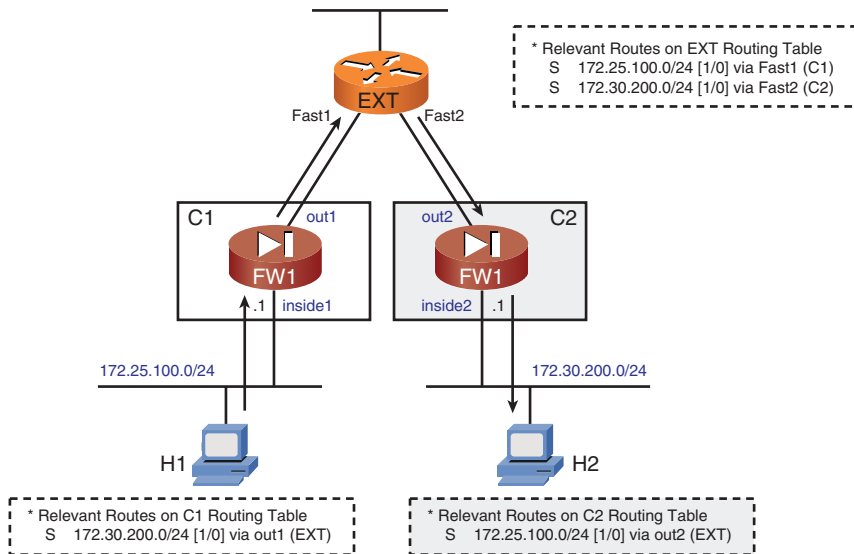 * Relevant Routes on EXT Routing Table
S 172.25.100.0/24 [1/0] via Fast1 (C1)
S 172.30.200.0/24 [1/0] via Fast2 (C2)
EXT
Fast1
Fast2
C1
out1
FW1
.1
inside1
out2
C2
FW1
inside2
.1
172.25.100.0/24
172.30.200.0/24
H1
H2
* Relevant Routes on C1 Routing Table
S 172.30.200.0/24 [1/0] via out1 (EXT)
* Relevant Routes on C2 Routing Table
S 172.25.100.0/24 [1/0] via out2 (EXT)